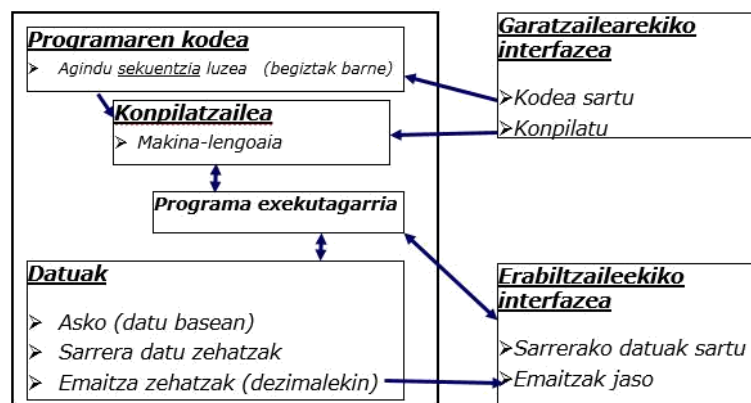 Programaren kodea
➢ Agindu sekuentzia luzea (begiztak barne)
Konpilatzailea
➢ Makina-lengoaia
Programa exekutagarria
Datuak
➢ Asko (datu basean)
➢ Sarrera datu zehatzak
➢ Emaitza zehatzak (dezimalekin)
Garatzailearekiko
interfazea
➢Kodea sartu
➢Konpilatu
Erabiltzaileekiko
interfazea
➢Sarrerako datuak sartu
➢Emaitzak jaso